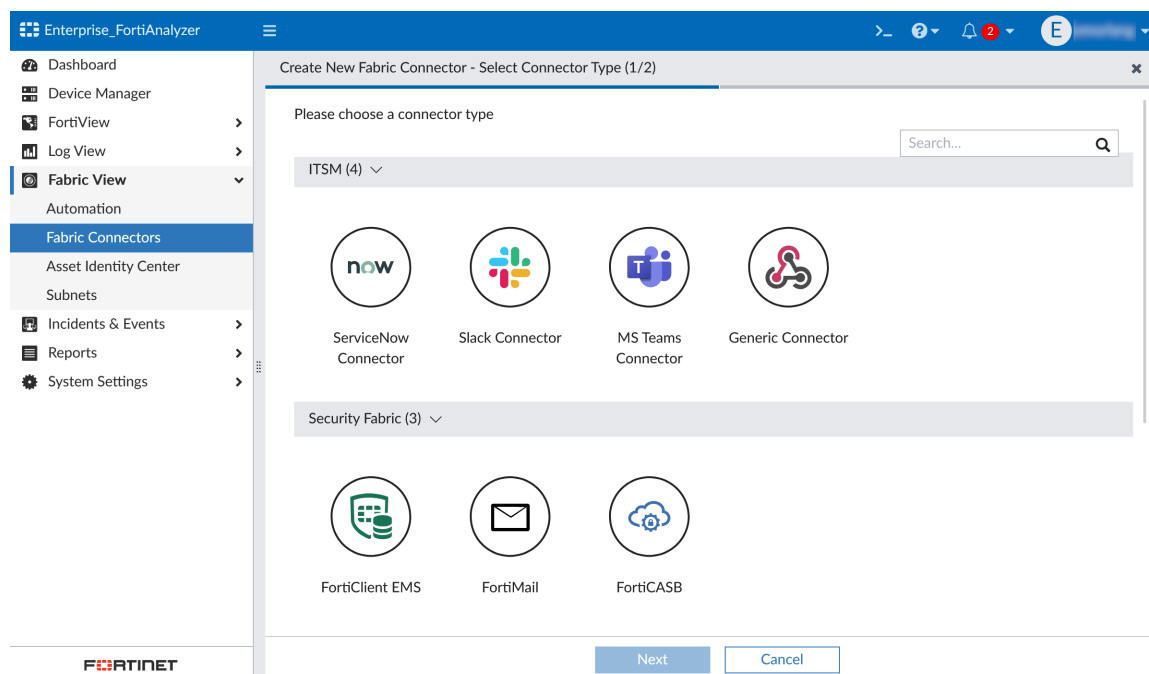 Enterprise_FortiAnalyzer
>_
?
2
E
Dashboard
Device Manager
FortiView
Log View
Fabric View
Automation
Fabric Connectors
Asset Identity Center
Subnets
Incidents & Events
Reports
System Settings
FORTINET
Create New Fabric Connector - Select Connector Type (1/2)
Please choose a connector type
Search...
ITSM (4)
now
T
ServiceNow
Connector
Slack Connector
MS Teams
Connector
Generic Connector
Security Fabric (3)
FortiClient EMS
FortiMail
FortiCASB
Next
Cancel